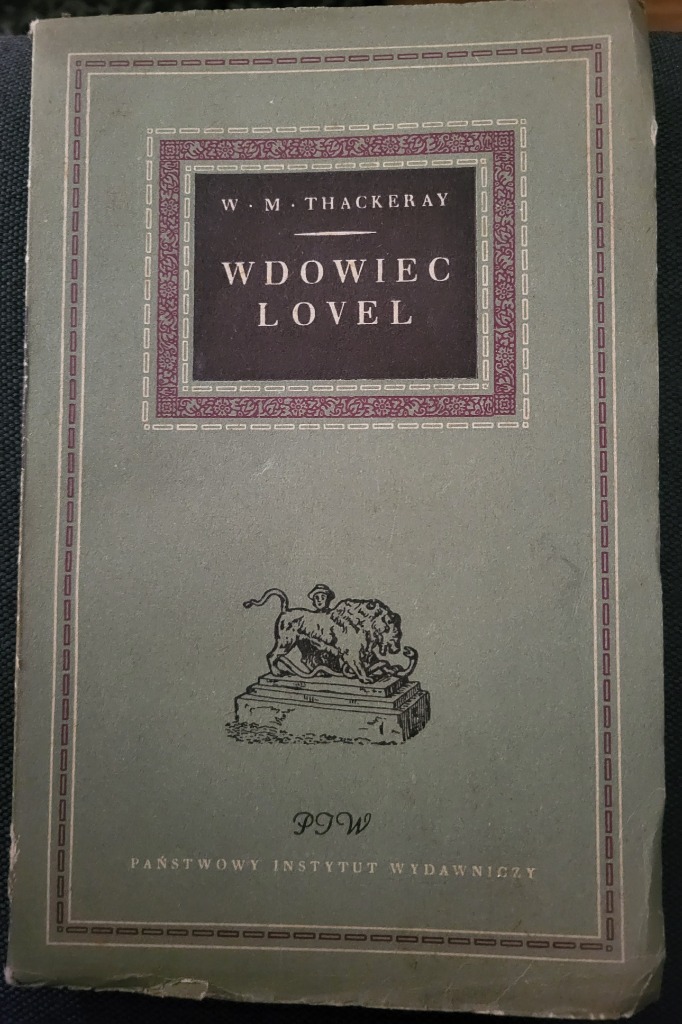 W · M · THACKERAY
WDOWIEC
LOVEL
PIW
PAŃSTWOWY INSTYTUT WYDAWNICZY